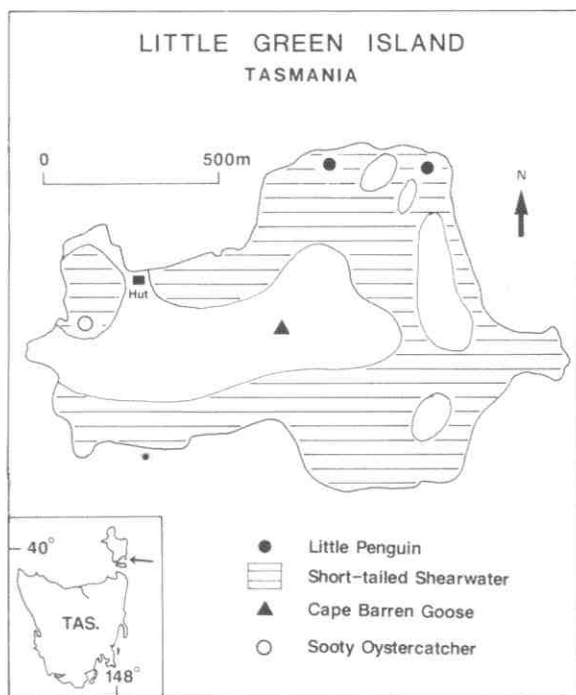 LITTLE GREEN ISLAND
TASMANIA
0 500m
N
Hut
40°
TAS.
148°
Little Penguin
Short-tailed Shearwater
Cape Barren Goose
Sooty Oystercatcher